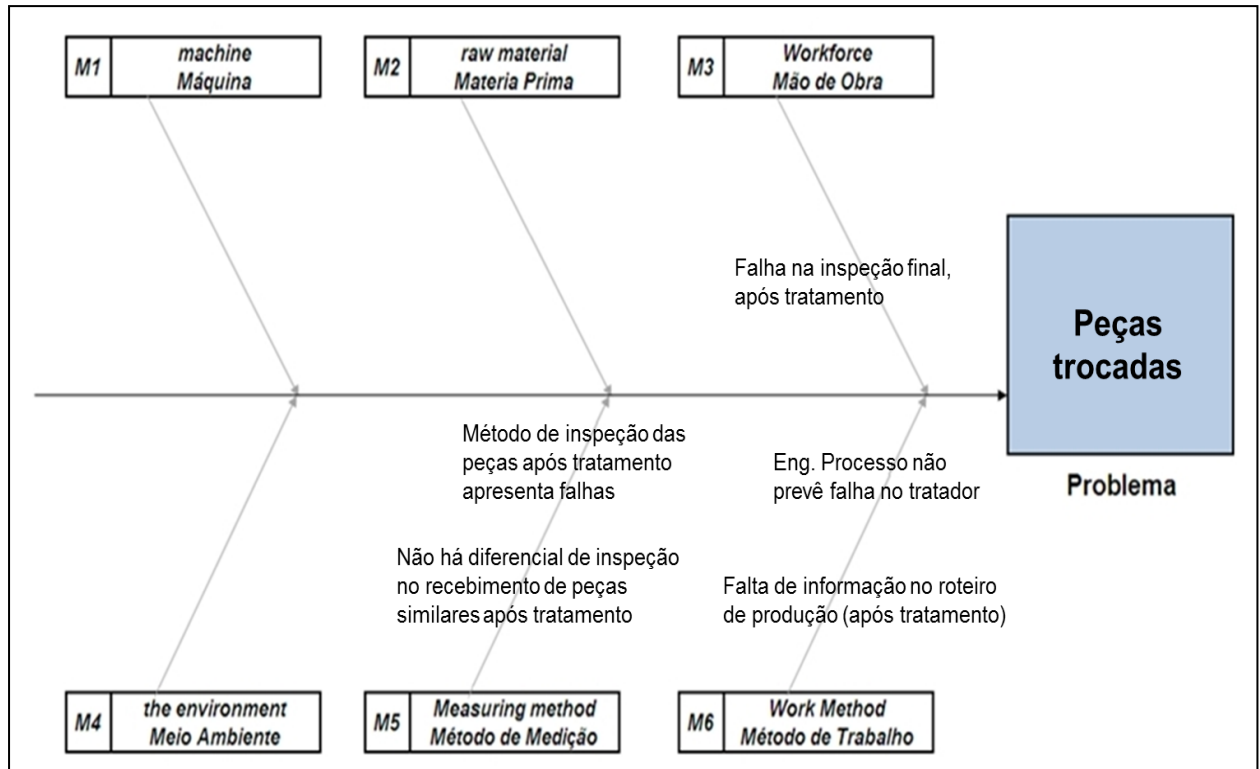 M1
machine
Máquina
M2
raw material
Materia Prima
M3
Workforce
Mão de Obra
Falha na inspeção final,
após tratamento
Peças
trocadas
Problema
Método de inspeção das
peças após tratamento
apresenta falhas
Eng. Processo não
prevê falha no tratador
Não há diferencial de inspeção
no recebimento de peças
similares após tratamento
Falta de informação no roteiro
de produção (após tratamento)
M4
the environment
Meio Ambiente
M5
Measuring method
Método de Medição
M6
Work Method
Método de Trabalho